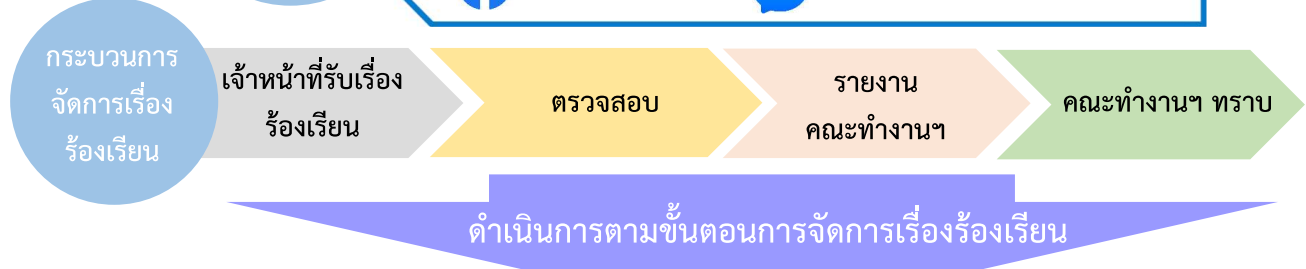 กระบวนการ
จัดการเรื่อง
ร้องเรียน
เจ้าหน้าที่รับเรื่อง
ร้องเรียน
ตรวจสอบ
รายงาน
คณะทำงานฯ
คณะทำงานฯ ทราบ
ดำเนินการตามขั้นตอนการจัดการเรื่องร้องเรียน